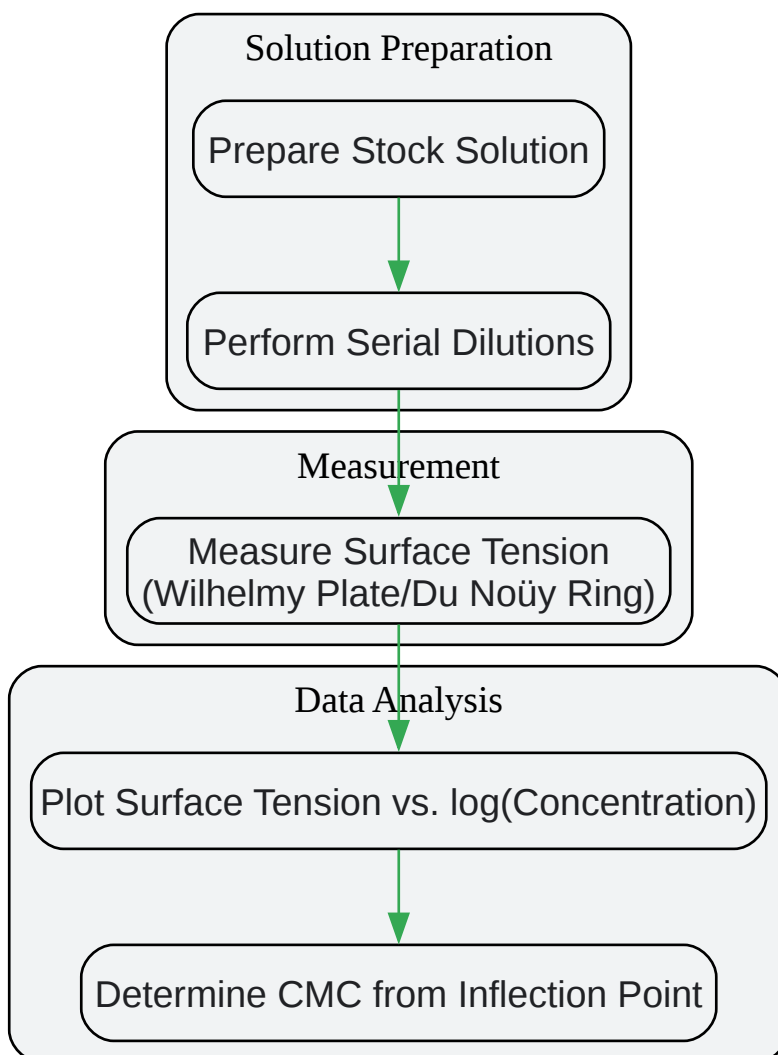 Solution Preparation
Prepare Stock Solution
Perform Serial Dilutions
Measurement
Measure Surface Tension
(Wilhelmy Plate/Du Noüy Ring)
Data Analysis
Plot Surface Tension vs. log(Concentration)
Determine CMC from Inflection Point